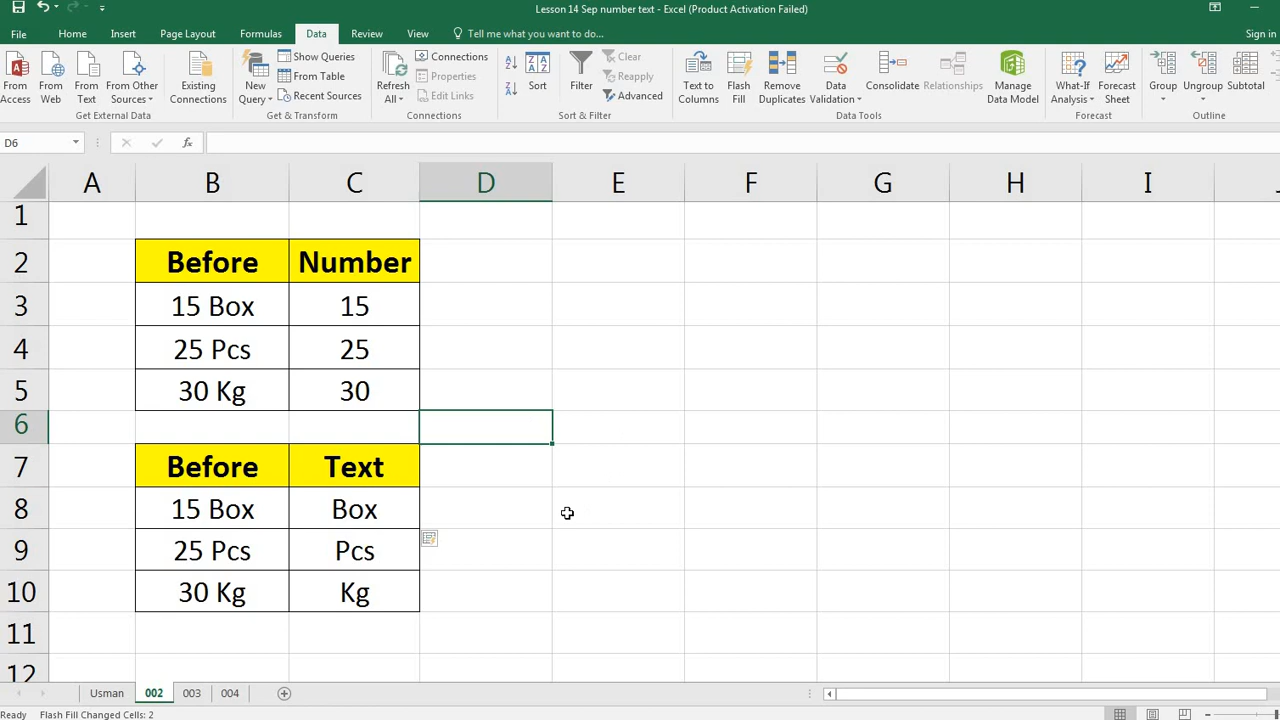 Lesson 14 Sep number text - Excel (Product Activation Failed)
File Home Insert Page Layout Formulas Data Review View Tell me what you want to do... Sign in
From Access
From Web
From Text
From Other Sources
Existing Connections
Get External Data
New Query
Show Queries
From Table
Recent Sources
Get & Transform
Refresh All
Connections
Properties
Edit Links
Connections
Sort
Filter
Clear
Reapply
Advanced
Sort & Filter
Text to Columns
Flash Fill
Remove Duplicates
Data Validation
Consolidate
Relationships
Manage Data Model
Data Tools
What-If Analysis
Forecast Sheet
Forecast
Group
Ungroup
Subtotal
Outline
D6 fx
A B C D E F G H I J
1
2 Before Number
3 15 Box 15
4 25 Pcs 25
5 30 Kg 30
6
7 Before Text
8 15 Box Box
9 25 Pcs Pcs
10 30 Kg Kg
11
12
Usman 002 003 004
Ready Flash Fill Changed Cells: 2